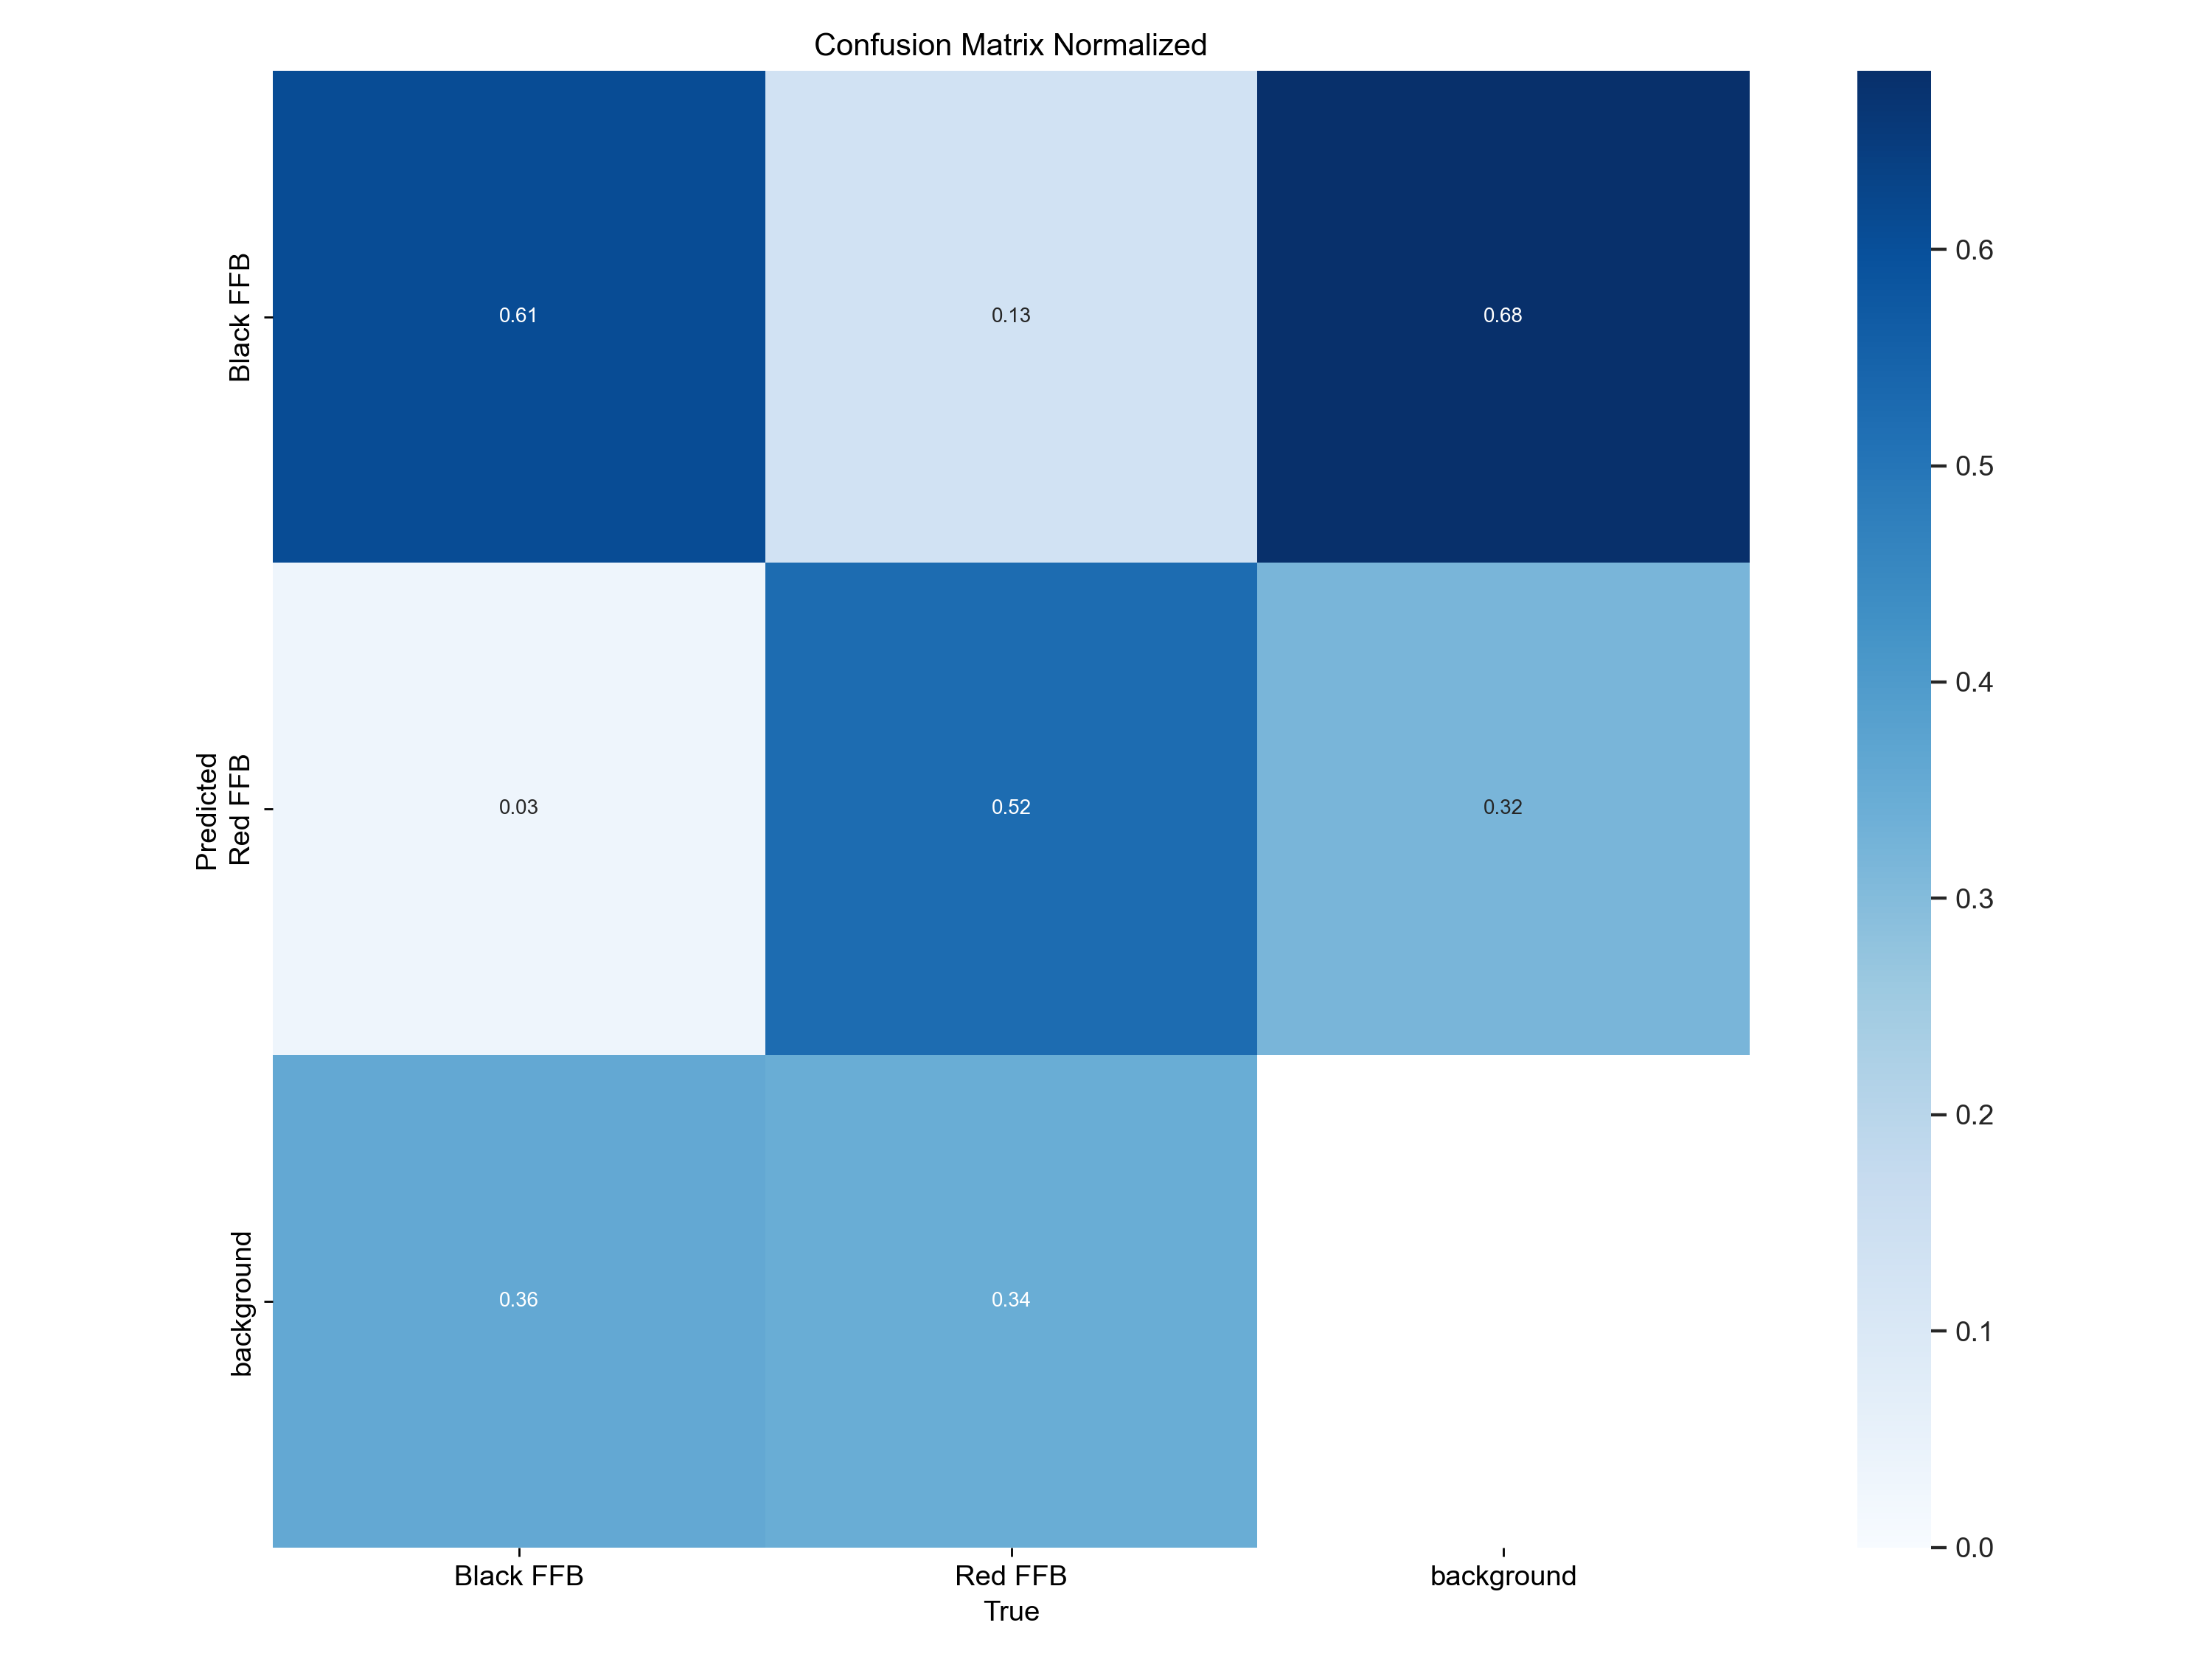 Confusion Matrix Normalized
Black FFB
0.61
0.13
0.68
0.6
0.5
0.4
Predicted
Red FFB
0.03
0.52
0.32
0.3
0.2
background
0.36
0.34
0.1
0.0
Black FFB
Red FFB
background
True